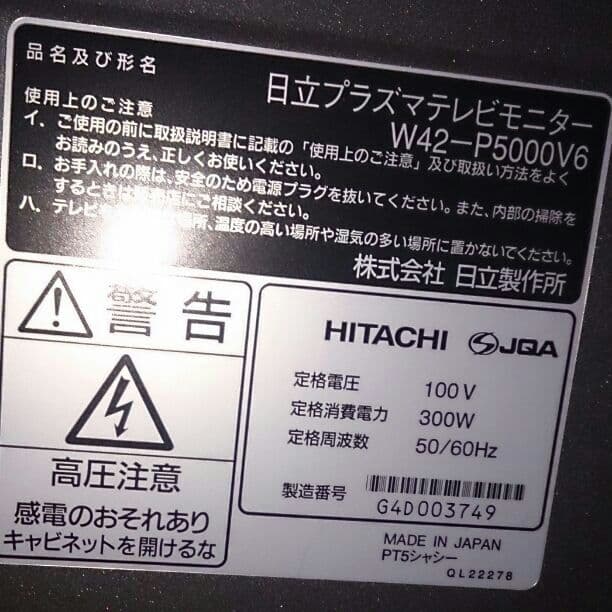 品名及び形名
日立プラズマテレビモニター
W42-P5000V6
使用上のご注意
イ．ご使用の前に取扱説明書に記載の「使用上のご注意」及び取扱い方法をよく
お読みのうえ、正しくお使いください。
ロ．お手入れの際は、安全のため電源プラグを抜いてください。また、内部の掃除を
するときは にご相談ください。
ハ．テレビ 場所、温度の高い場所や湿気の多い場所に置かないでください。
株式会社 日立製作所
警告
高圧注意
感電のおそれあり
キャビネットを開けるな
HITACHI JQA
定格電圧 100V
定格消費電力 300W
定格周波数 50/60Hz
製造番号 G4D003749
MADE IN JAPAN
PT5シャシー
QL22278